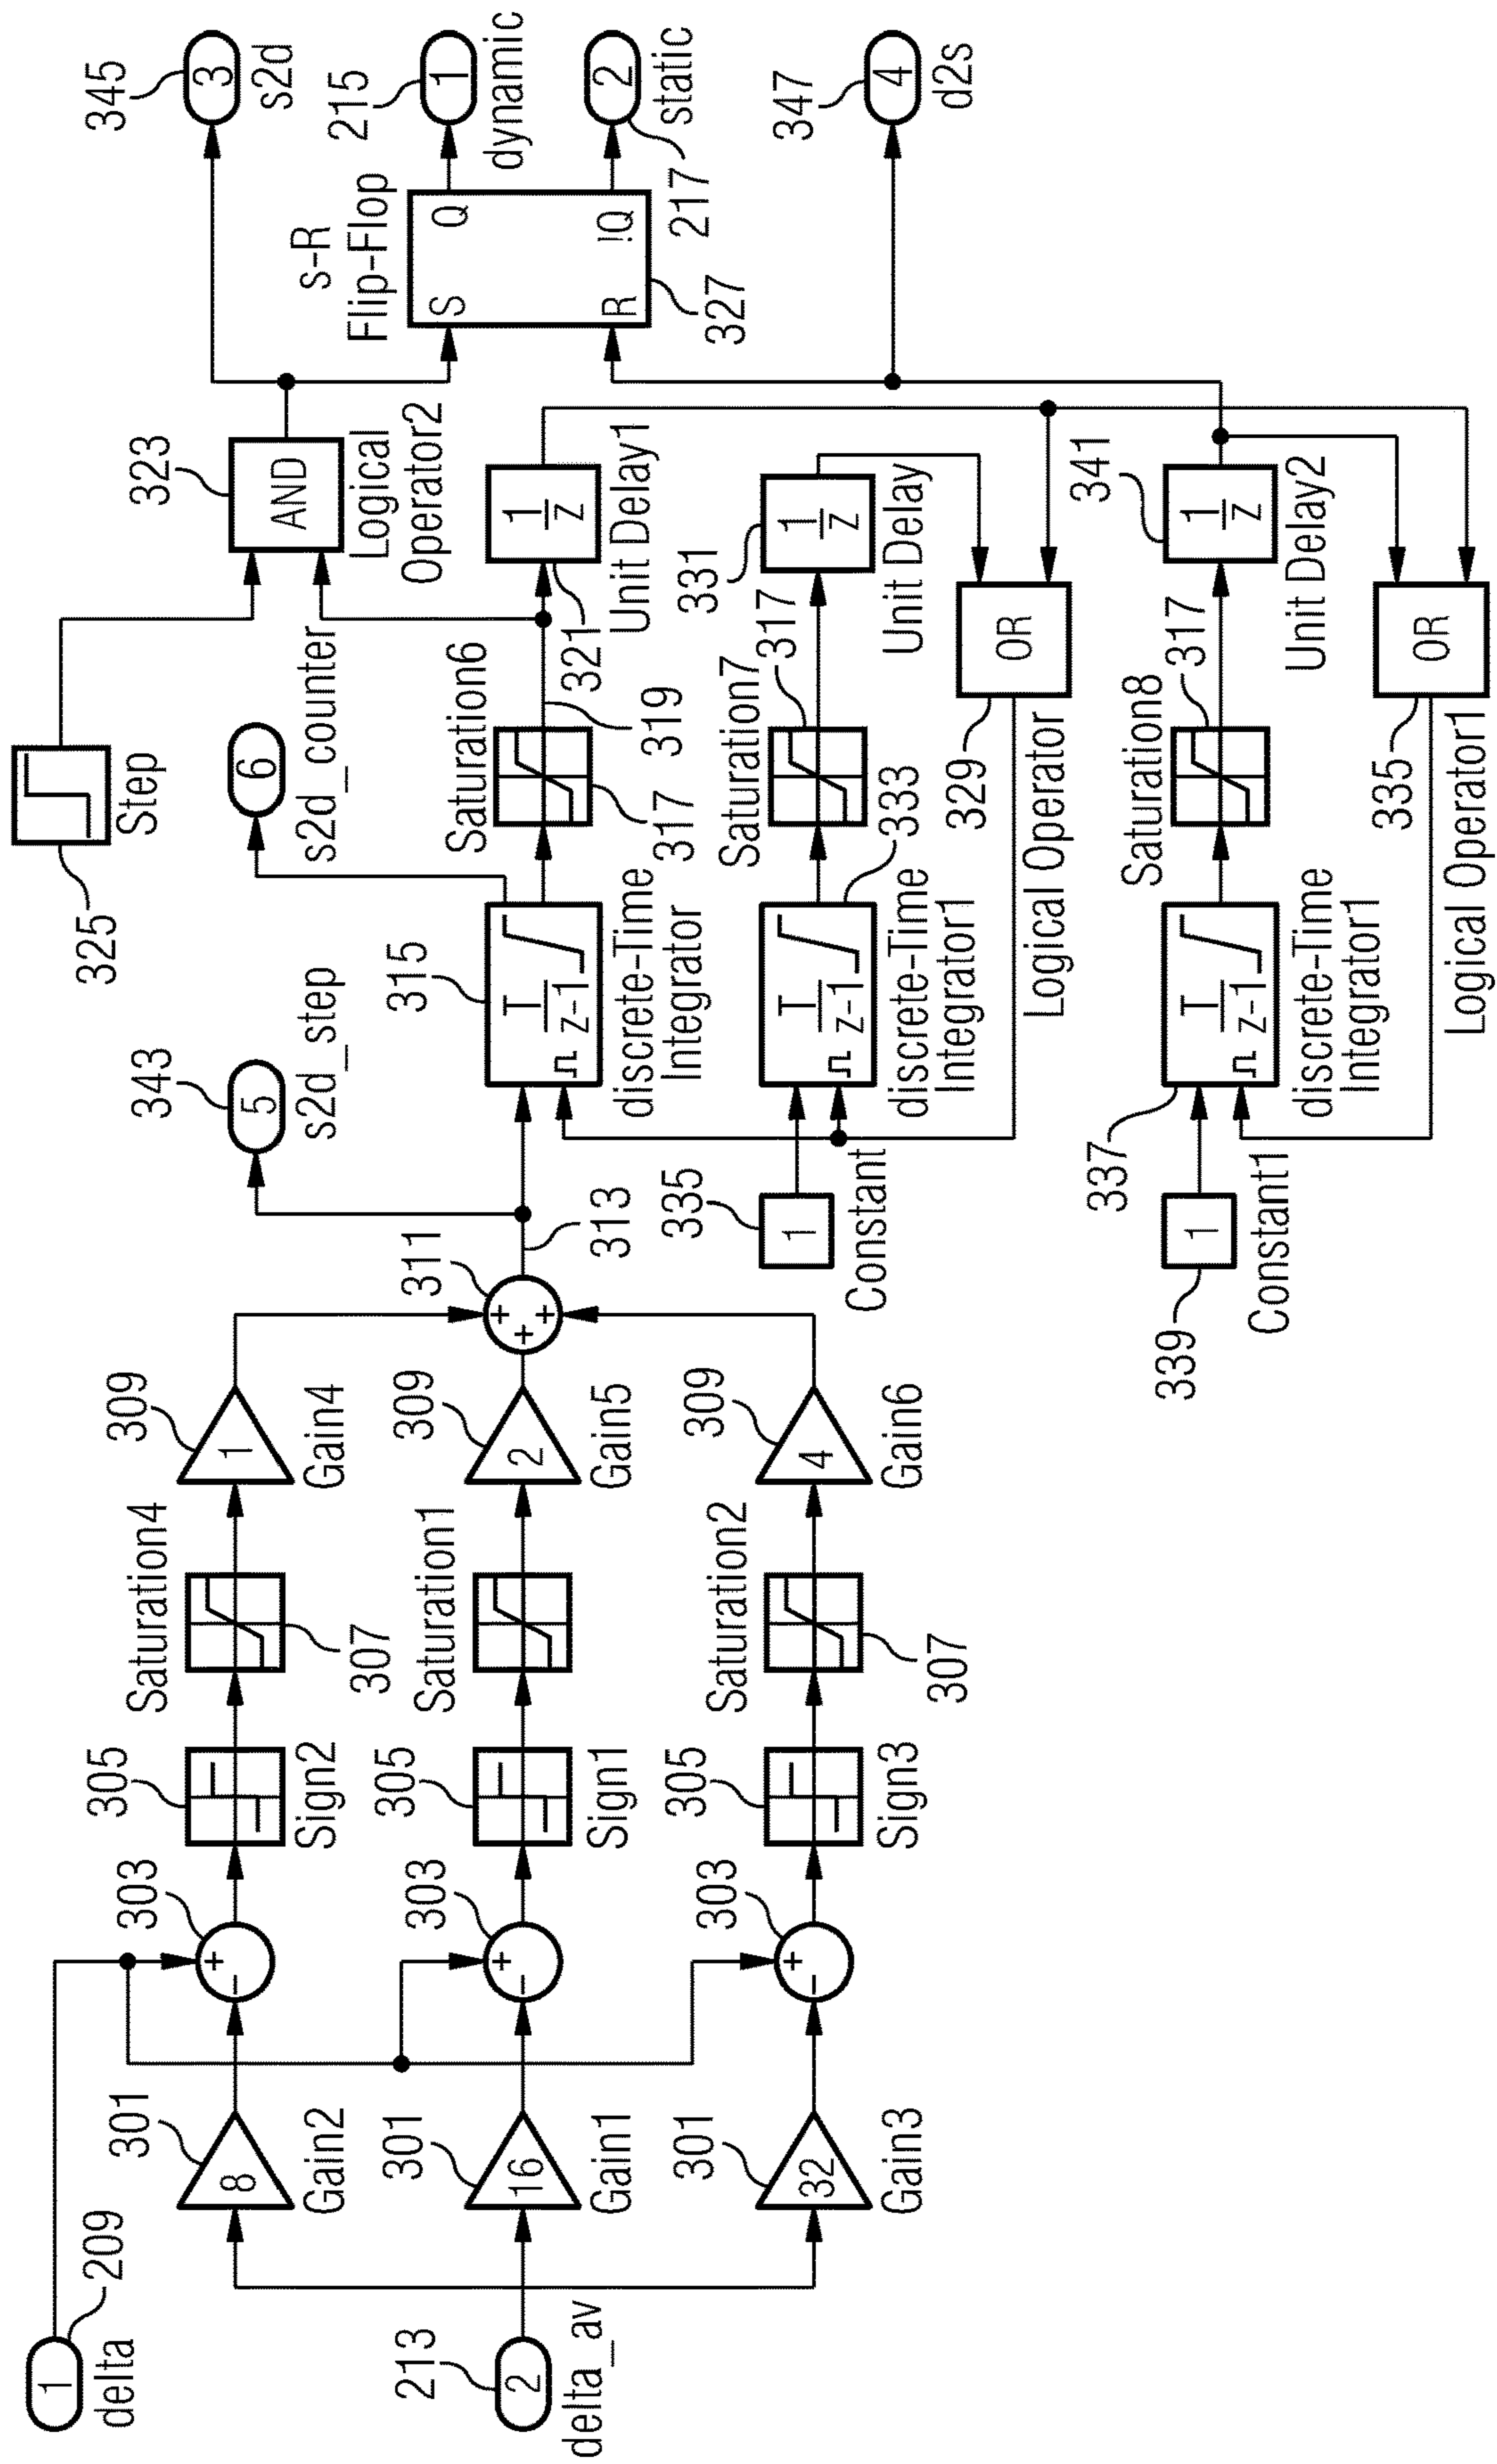 1
209
delta
213
2
delta_av
301
8
Gain2
301
16
Gain1
301
32
Gain3
303
+
−
303
+
−
303
+
−
305
Sign2
305
Sign1
305
Sign3
Saturation4
307
Saturation1
Saturation2
307
309
1
Gain4
309
2
Gain5
309
4
Gain6
311
+
+
+
313
343
5
s2d_step
315
T
z−1
discrete-Time
Integrator
335
1
Constant
T
z−1
333
discrete-Time
Integrator1
339
1
Constant1
337
T
z−1
discrete-Time
Integrator1
325
Step
6
s2d_counter
Saturation6
317
319
Saturation7
317
Saturation8
317
323
AND
Logical
Operator2
321
1
z
Unit Delay1
331
1
z
Unit Delay
329
OR
Logical Operator
341
1
z
Unit Delay2
335
OR
Logical Operator1
s-R
Flip-Flop
S
Q
R
!Q
327
345
3
s2d
215
1
dynamic
2
static
217
347
4
d2s